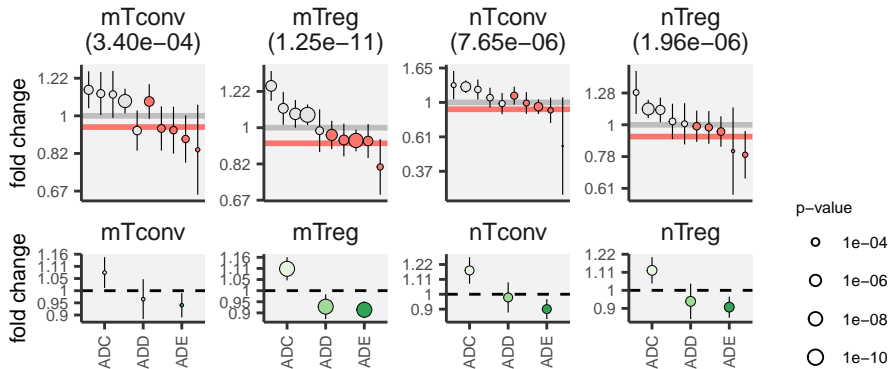 mTconv
(3.40e−04)
mTreg
(1.25e−11)
nTconv
(7.65e−06)
nTreg
(1.96e−06)
fold change
1.22
1
0.82
0.67
1.22
1
0.82
0.67
1.65
1
0.61
0.37
1.28
1
0.78
0.61
mTconv
mTreg
nTconv
nTreg
fold change
1.16
1.11
1.05
1
0.95
0.9
1.16
1.11
1.05
1
0.95
0.9
1.22
1.11
1
0.9
1.22
1.11
1
0.9
ADC
ADD
ADE
ADC
ADD
ADE
ADC
ADD
ADE
ADC
ADD
ADE
p−value
1e−04
1e−06
1e−08
1e−10